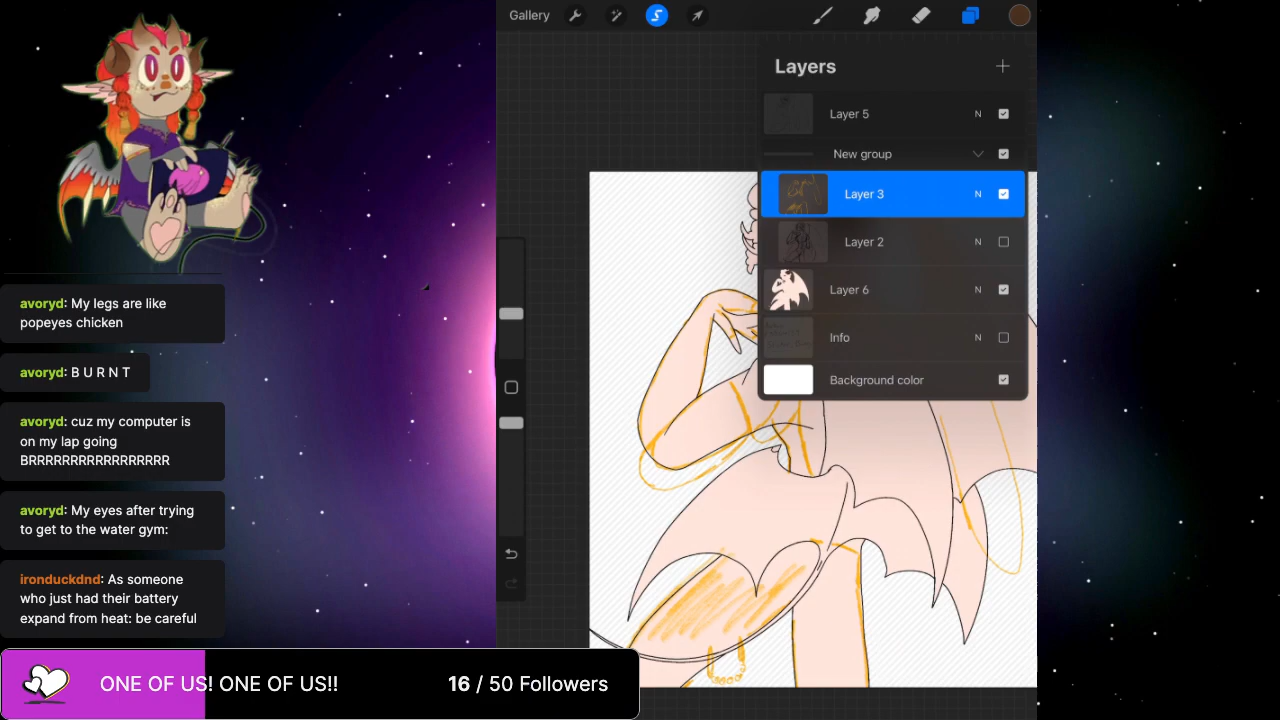 Gallery
Layers
Layer 5 N
New group
Layer 3 N
Layer 2 N
Layer 6 N
Info N
Background color
avoryd: My legs are like
popeyes chicken
avoryd: B U R N T
avoryd: cuz my computer is
on my lap going
BRRRRRRRRRRRRRRRRR
avoryd: My eyes after trying
to get to the water gym:
ironduckdnd: As someone
who just had their battery
expand from heat: be careful
ONE OF US! ONE OF US!! 16 / 50 Followers